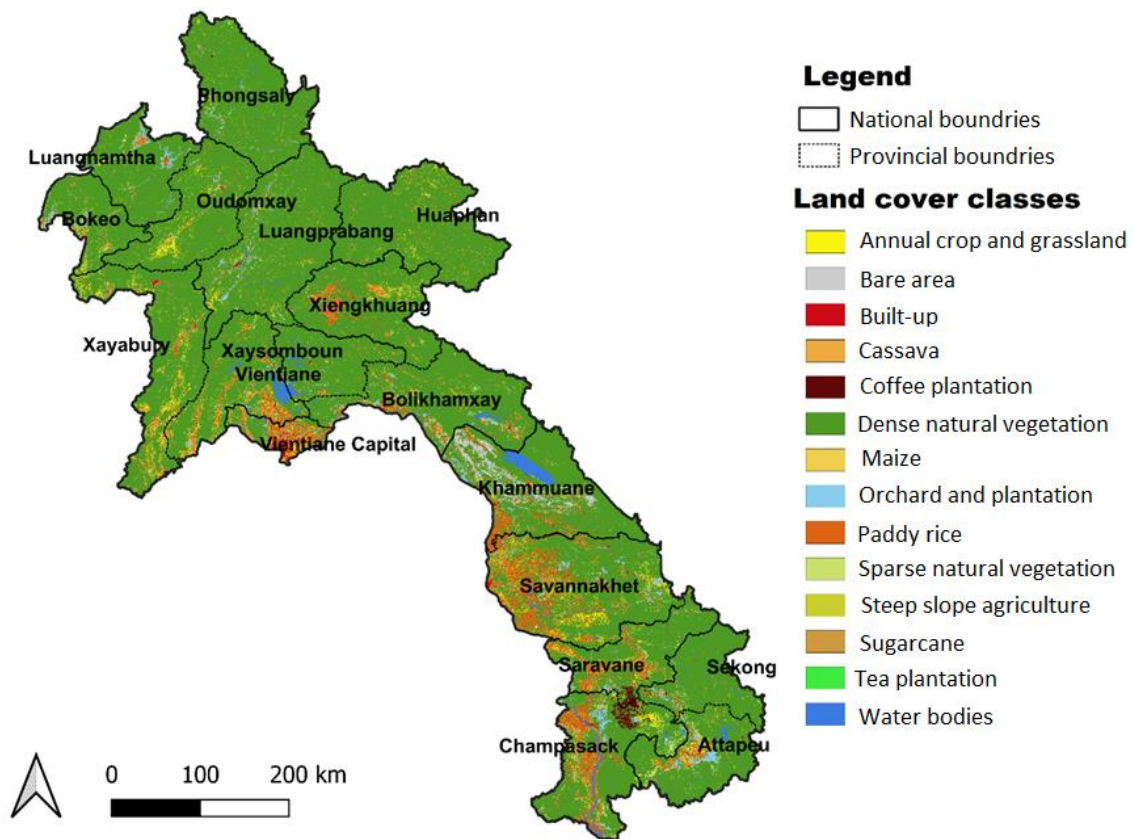 Phongsaly
Luangnamtha
Bokeo
Oudomxay
Luangprabang
Huaphan
Xiengkhuang
Xayabury
Xaysomboun
Vientiane
Bolikhamxay
Vientiane Capital
Khammuane
Savannakhet
Saravane
Sekong
Champasack
Attapeu
0 100 200 km
Legend
National boundries
Provincial boundries
Land cover classes
Annual crop and grassland
Bare area
Built-up
Cassava
Coffee plantation
Dense natural vegetation
Maize
Orchard and plantation
Paddy rice
Sparse natural vegetation
Steep slope agriculture
Sugarcane
Tea plantation
Water bodies